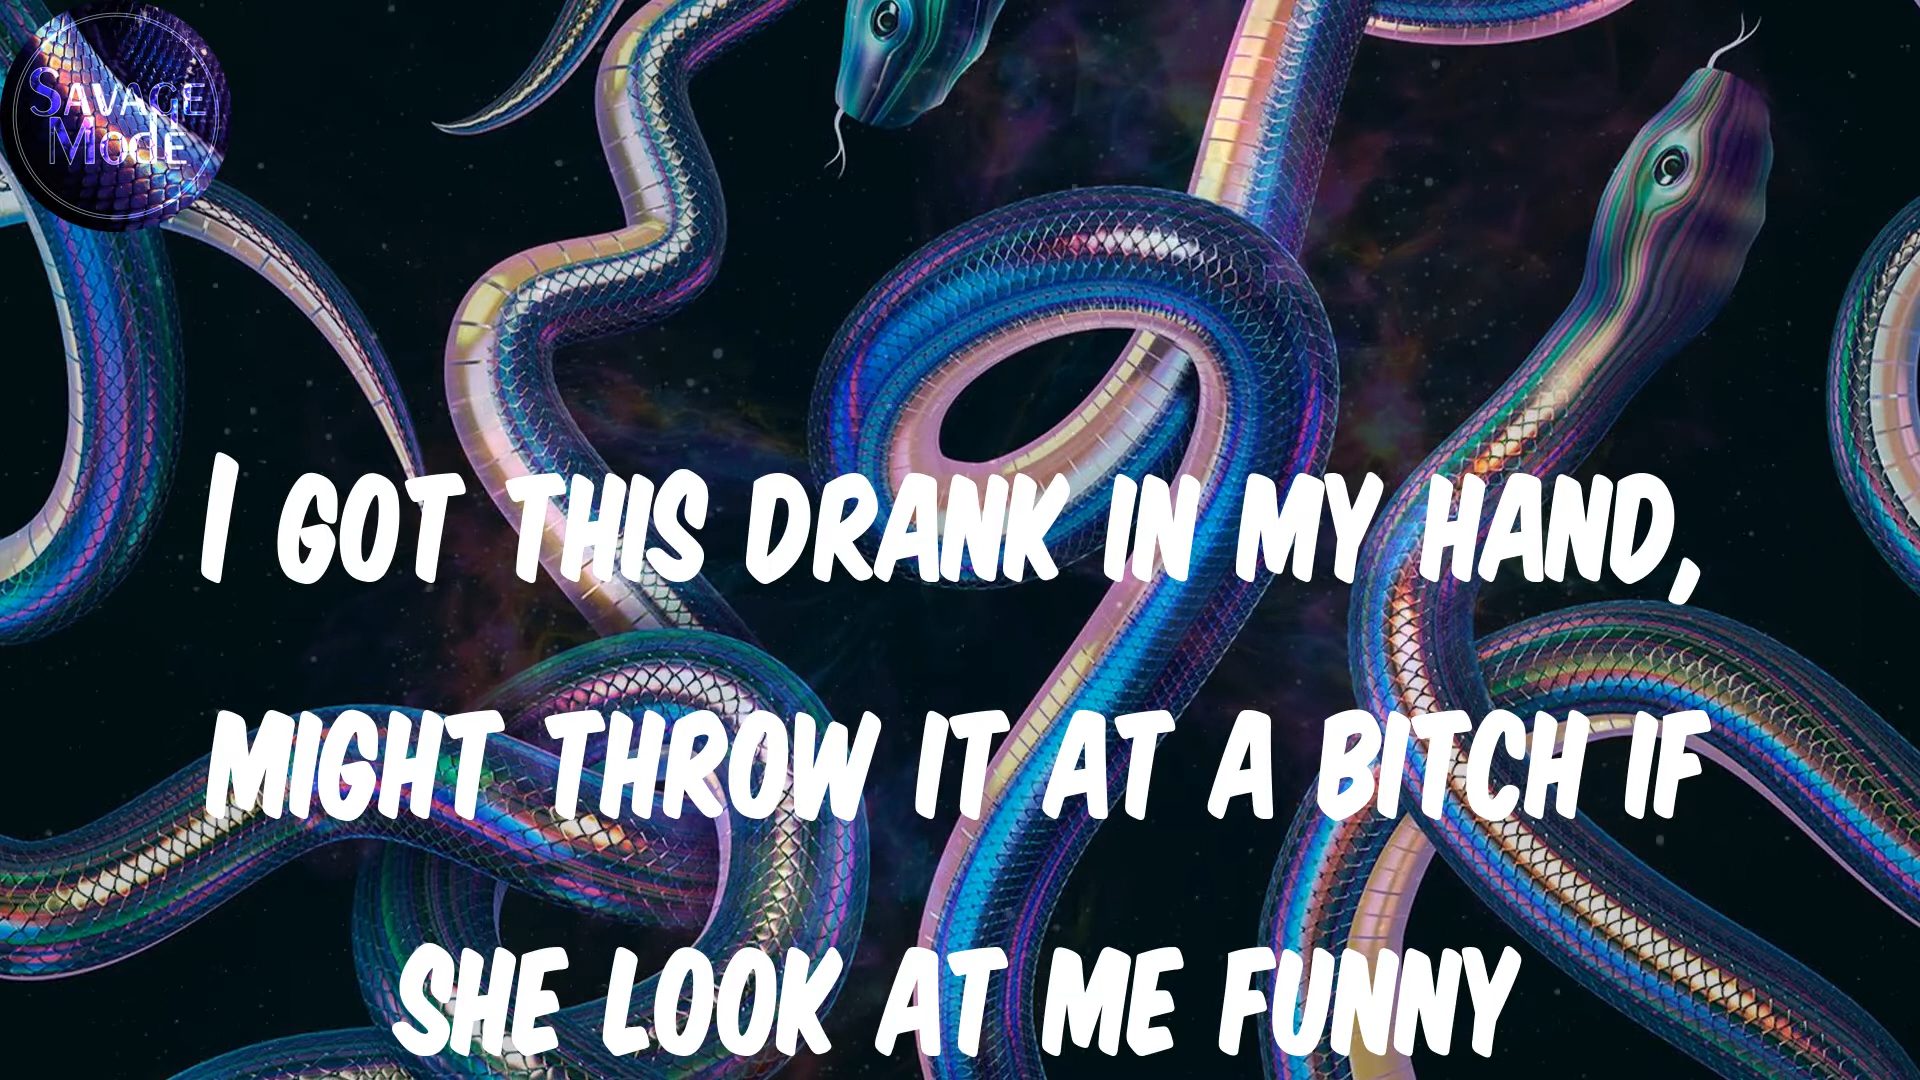 SAVAGE
MODE
I GOT THIS DRANK IN MY HAND,
MIGHT THROW IT AT A BITCH IF
SHE LOOK AT ME FUNNY